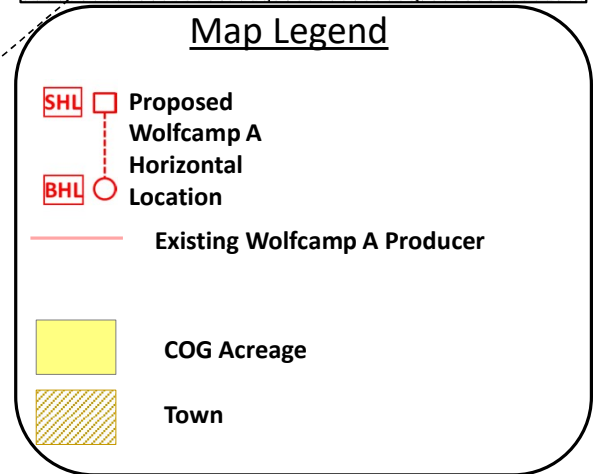 Map Legend
SHL
Proposed
Wolfcamp A
Horizontal
BHL
Location
Existing Wolfcamp A Producer
COG Acreage
Town